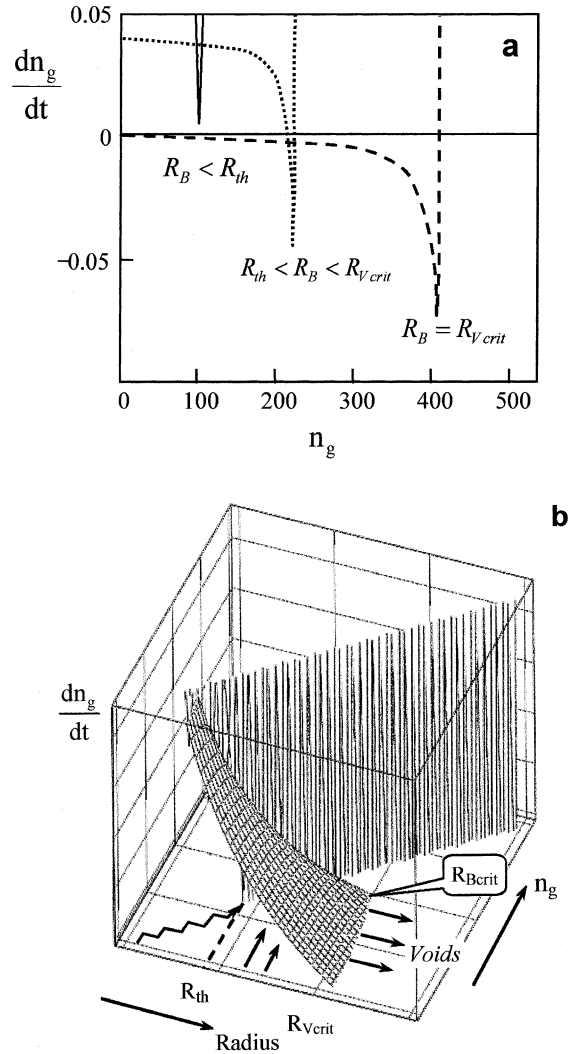 0.05
a
dn_g
dt
0
R_B < R_th
−0.05
R_th < R_B < R_Vcrit
R_B = R_Vcrit
0 100 200 300 400 500
n_g
b
dn_g
dt
R_Bcrit
n_g
Voids
R_th
R_Vcrit
Radius